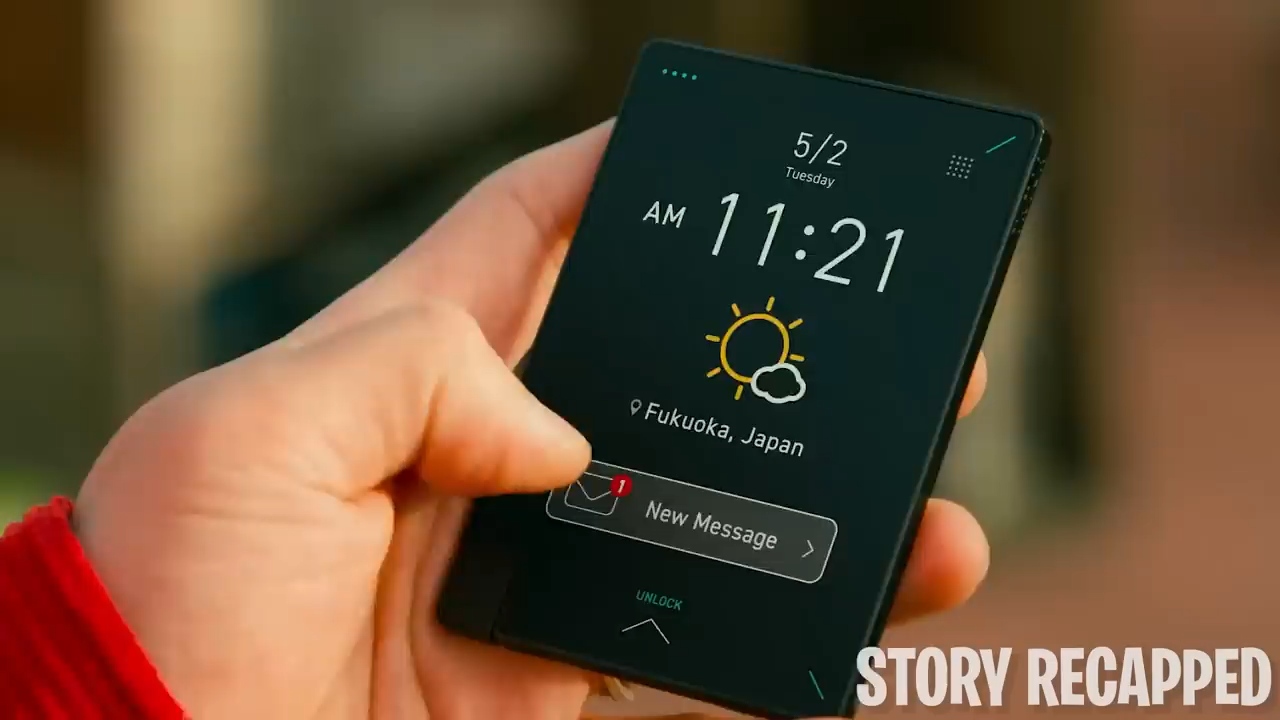 5/2
Tuesday
AM 11:21
Fukuoka, Japan
1
New Message
UNLOCK
STORY RECAPPED